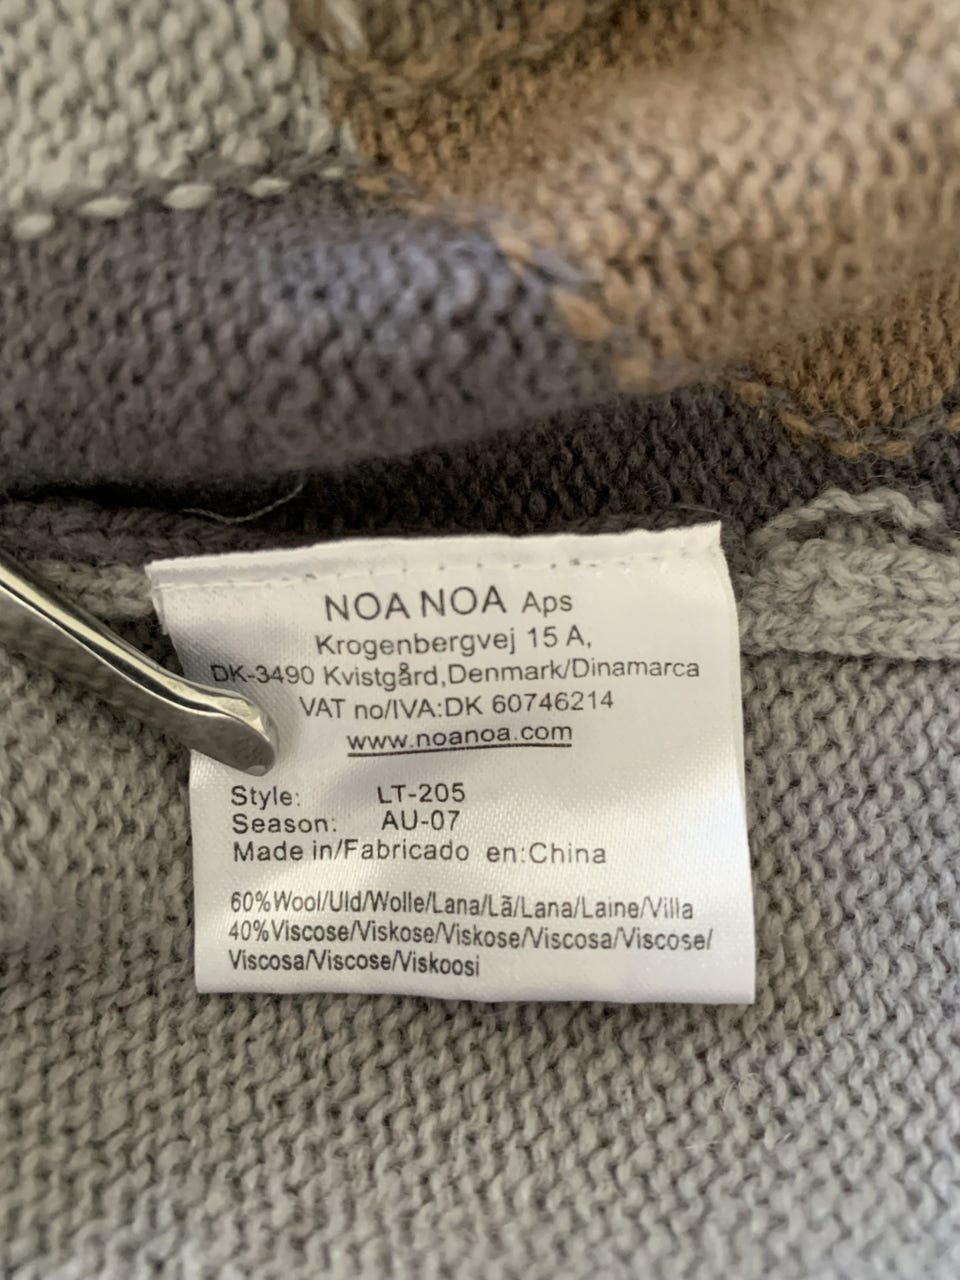 NOA NOA Aps
Krogenbergvej 15 A,
DK-3490 Kvistgård,Denmark/Dinamarca
VAT no/IVA:DK 60746214
www.noanoa.com
Style: LT-205
Season: AU-07
Made in/Fabricado en:China
60%Wool/Uld/Wolle/Lana/Lã/Lana/Laine/Villa
40%Viscose/Viskose/Viskose/Viscosa/Viscose/
Viscosa/Viscose/Viskoosi